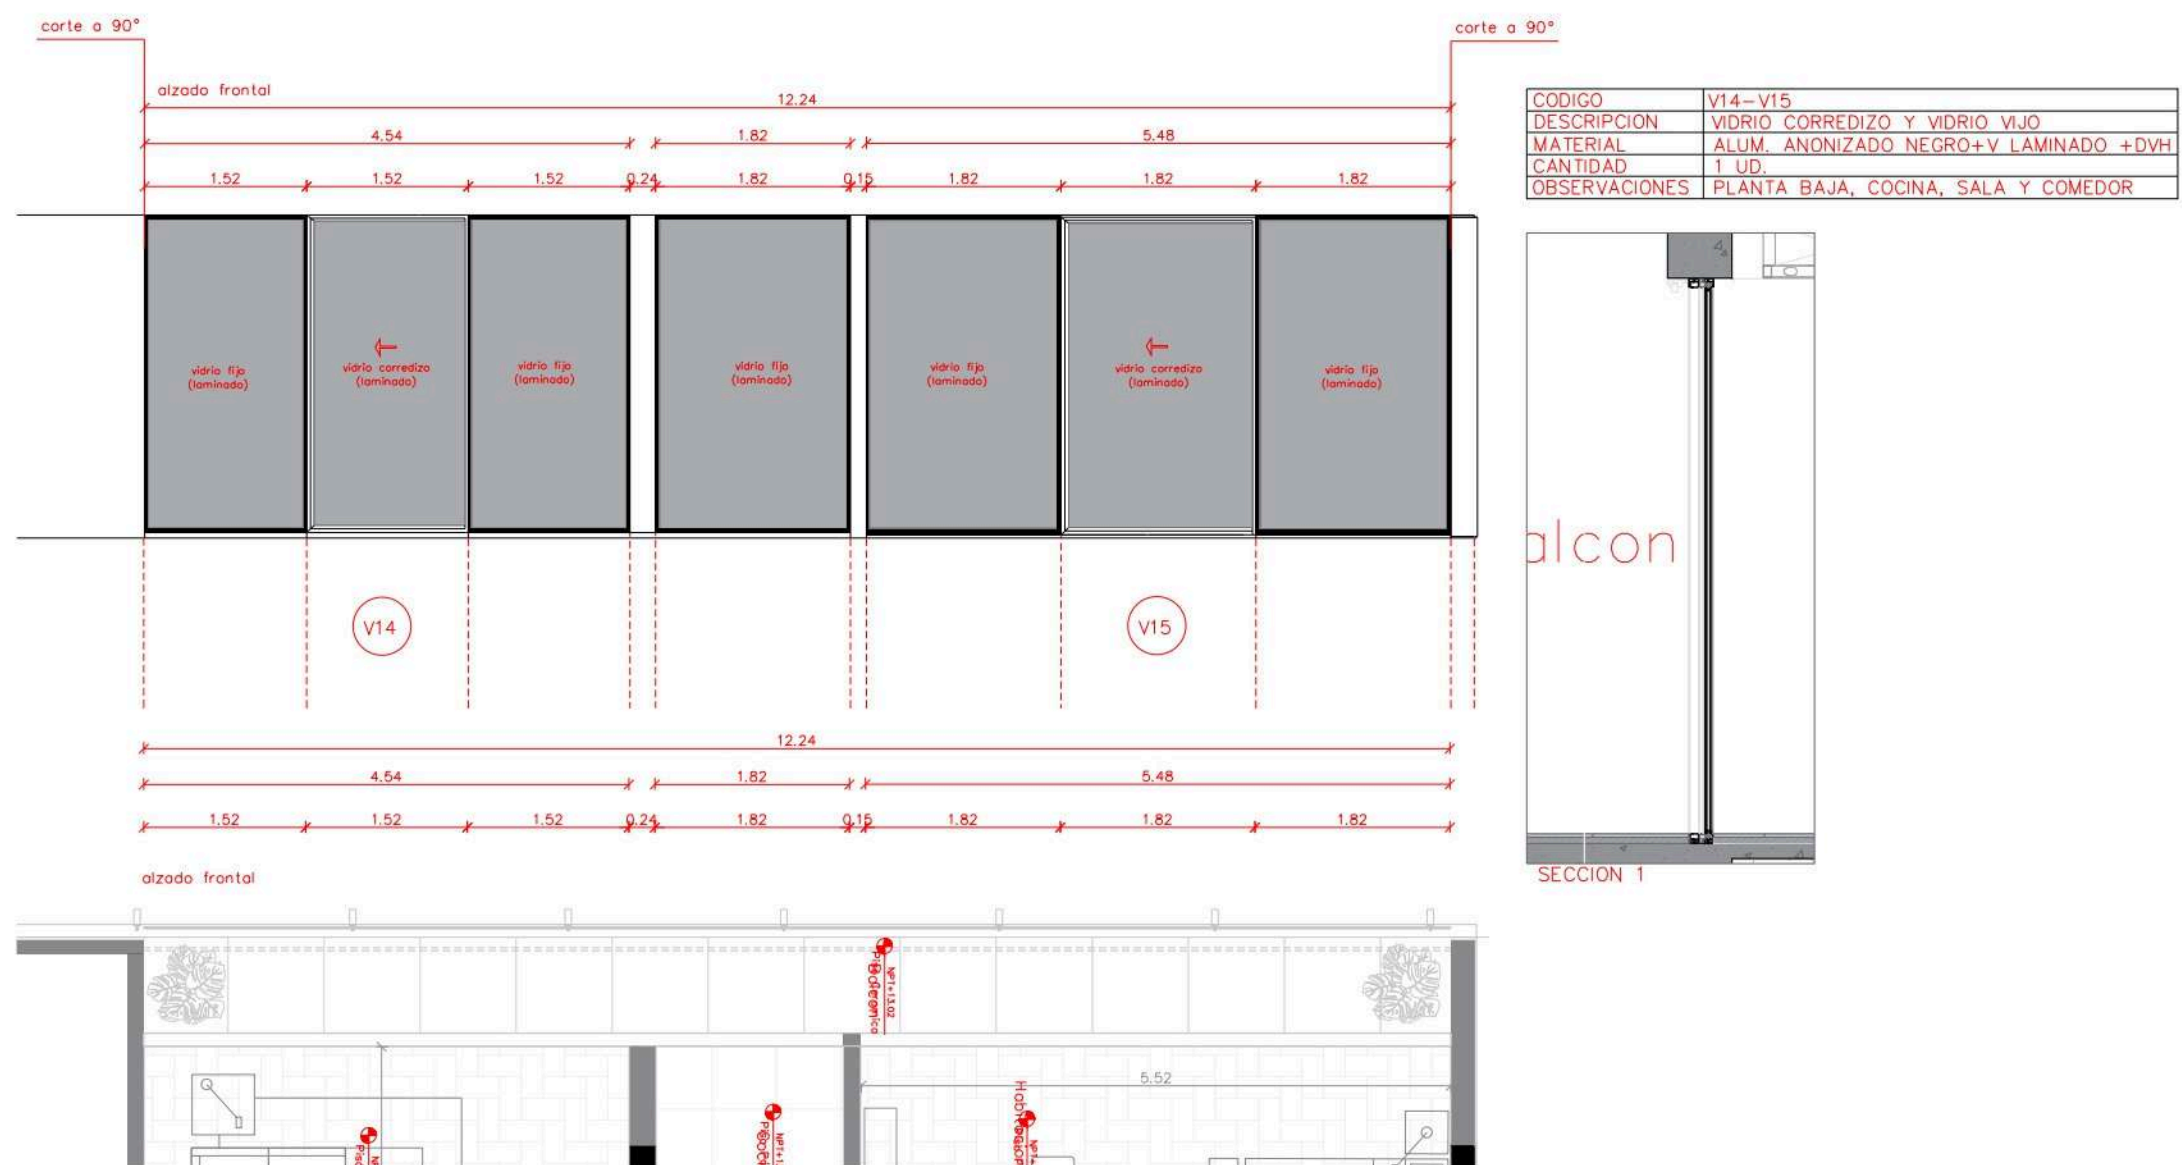 corte a 90°
corte a 90°
alzado frontal
12.24
4.54
1.82
5.48
1.52
1.52
1.52
0.24
1.82
0.15
1.82
1.82
1.82
CODIGO V14-V15
DESCRIPCION VIDRIO CORREDIZO Y VIDRIO VIJO
MATERIAL ALUM. ANONIZADO NEGRO+V LAMINADO +DVH
CANTIDAD 1 UD.
OBSERVACIONES PLANTA BAJA, COCINA, SALA Y COMEDOR
vidrio fijo
(laminado)
vidrio corredizo
(laminado)
vidrio fijo
(laminado)
vidrio fijo
(laminado)
vidrio fijo
(laminado)
vidrio corredizo
(laminado)
vidrio fijo
(laminado)
alcon
V14
V15
12.24
4.54
1.82
5.48
1.52
1.52
1.52
0.24
1.82
0.15
1.82
1.82
1.82
SECCION 1
alzado frontal
NPT+13.02
Balcon
5.52